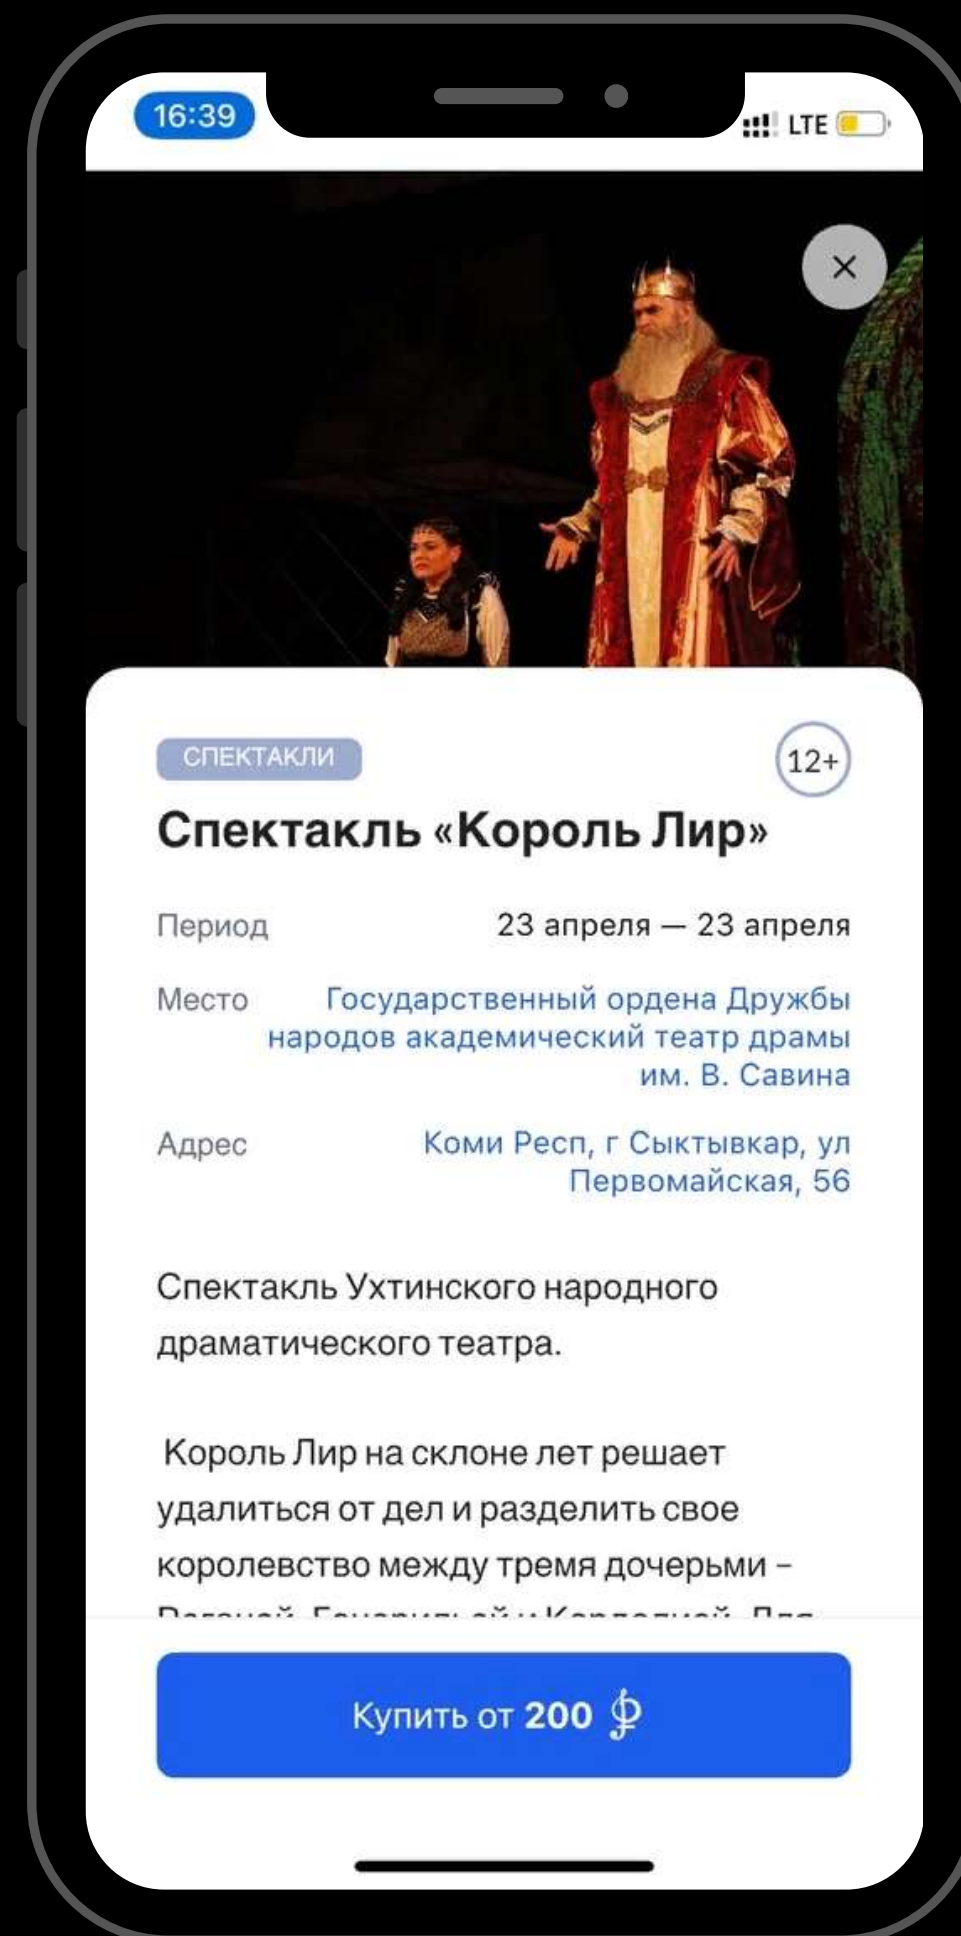 16:39
LTE
СПЕКТАКЛИ
12+
Спектакль «Король Лир»
Период
23 апреля — 23 апреля
Место
Государственный ордена Дружбы
народов академический театр драмы
им. В. Савина
Адрес
Коми Респ, г Сыктывкар, ул
Первомайская, 56
Спектакль Ухтинского народного
драматического театра.
Король Лир на склоне лет решает
удалиться от дел и разделить свое
королевство между тремя дочерьми –
Купить от 200